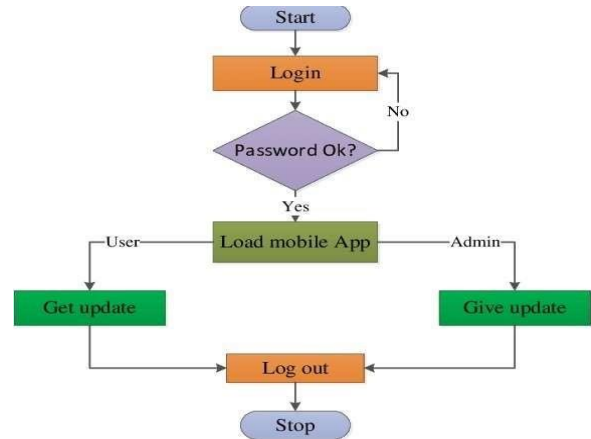 Start
Login
No
Password Ok?
Yes
User
Load mobile App
Admin
Get update
Give update
Log out
Stop